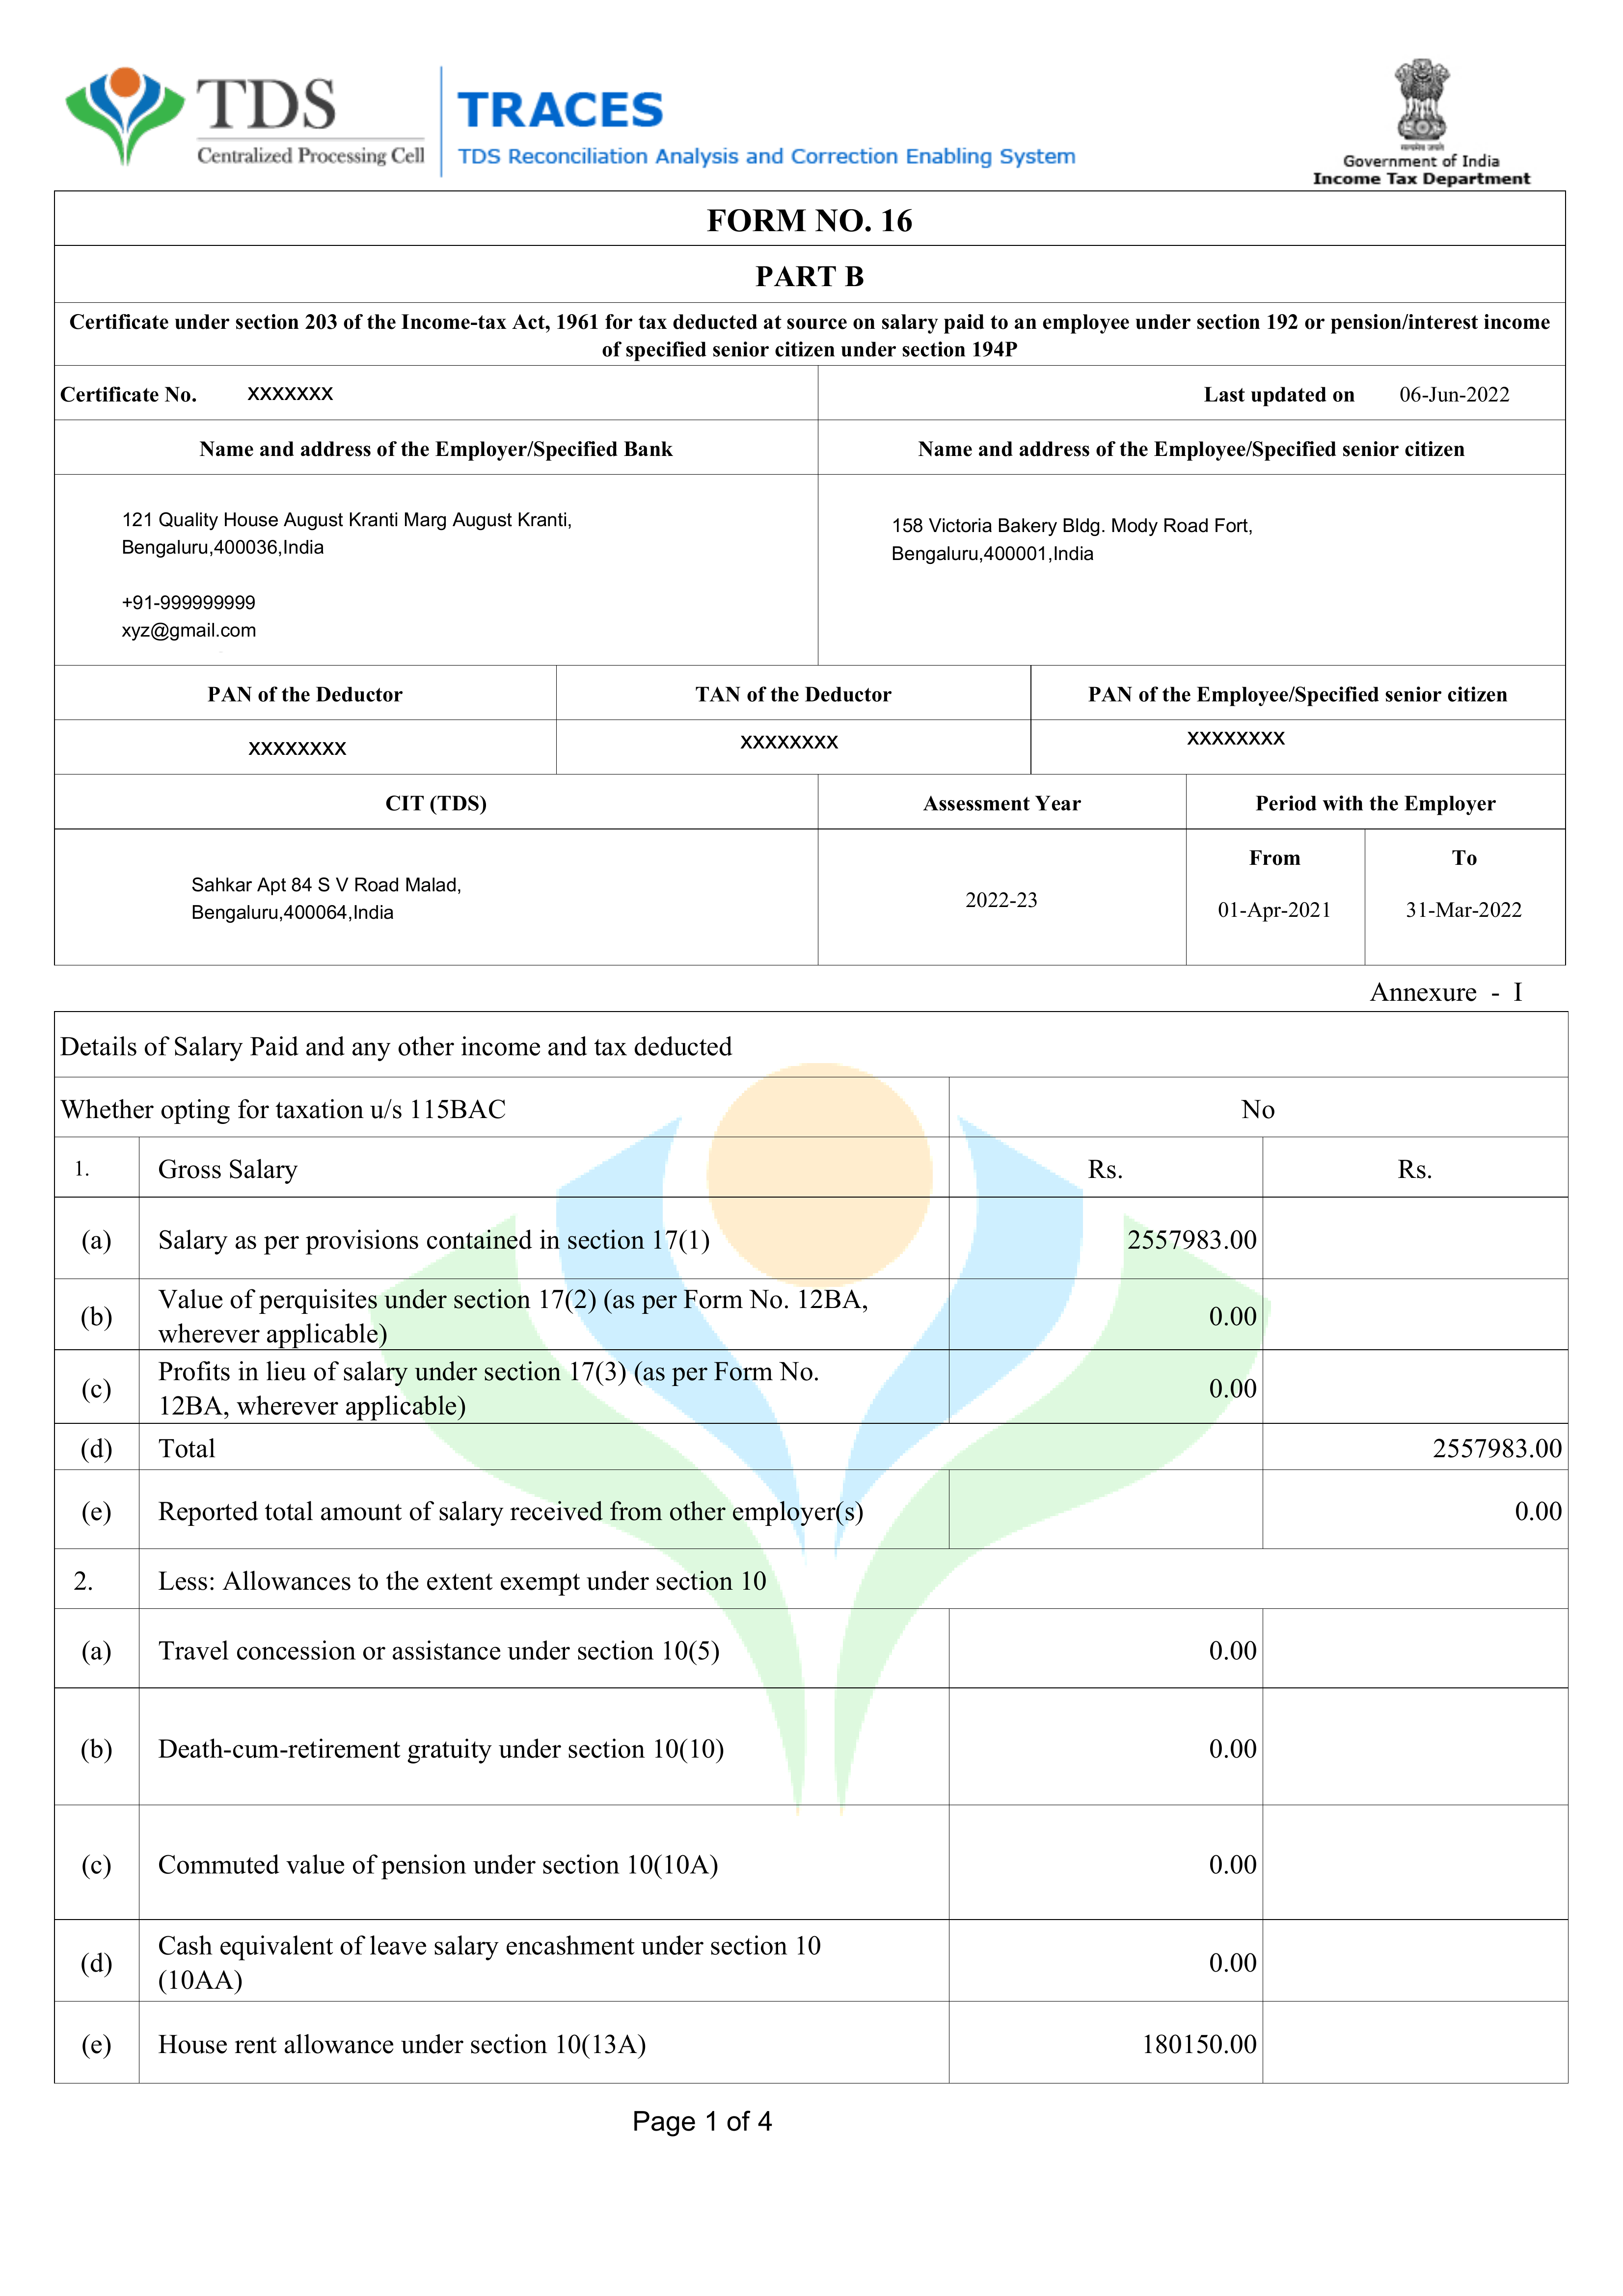 TDS
Centralized Processing Cell
TRACES
TDS Reconciliation Analysis and Correction Enabling System
Government of India
Income Tax Department
FORM NO. 16
PART B
Certificate under section 203 of the Income-tax Act, 1961 for tax deducted at source on salary paid to an employee under section 192 or pension/interest income
of specified senior citizen under section 194P
Certificate No. XXXXXXX Last updated on 06-Jun-2022
Name and address of the Employer/Specified Bank Name and address of the Employee/Specified senior citizen
121 Quality House August Kranti Marg August Kranti,
Bengaluru,400036,India
+91-999999999
xyz@gmail.com
158 Victoria Bakery Bldg. Mody Road Fort,
Bengaluru,400001,India
PAN of the Deductor TAN of the Deductor PAN of the Employee/Specified senior citizen
XXXXXXXX XXXXXXXX XXXXXXXX
CIT (TDS) Assessment Year Period with the Employer
Sahkar Apt 84 S V Road Malad,
Bengaluru,400064,India
2022-23
From To
01-Apr-2021 31-Mar-2022
Annexure - I
Details of Salary Paid and any other income and tax deducted
Whether opting for taxation u/s 115BAC No
1. Gross Salary Rs. Rs.
(a) Salary as per provisions contained in section 17(1) 2557983.00
(b) Value of perquisites under section 17(2) (as per Form No. 12BA,
wherever applicable) 0.00
(c) Profits in lieu of salary under section 17(3) (as per Form No.
12BA, wherever applicable) 0.00
(d) Total 2557983.00
(e) Reported total amount of salary received from other employer(s) 0.00
2. Less: Allowances to the extent exempt under section 10
(a) Travel concession or assistance under section 10(5) 0.00
(b) Death-cum-retirement gratuity under section 10(10) 0.00
(c) Commuted value of pension under section 10(10A) 0.00
(d) Cash equivalent of leave salary encashment under section 10
(10AA) 0.00
(e) House rent allowance under section 10(13A) 180150.00
Page 1 of 4